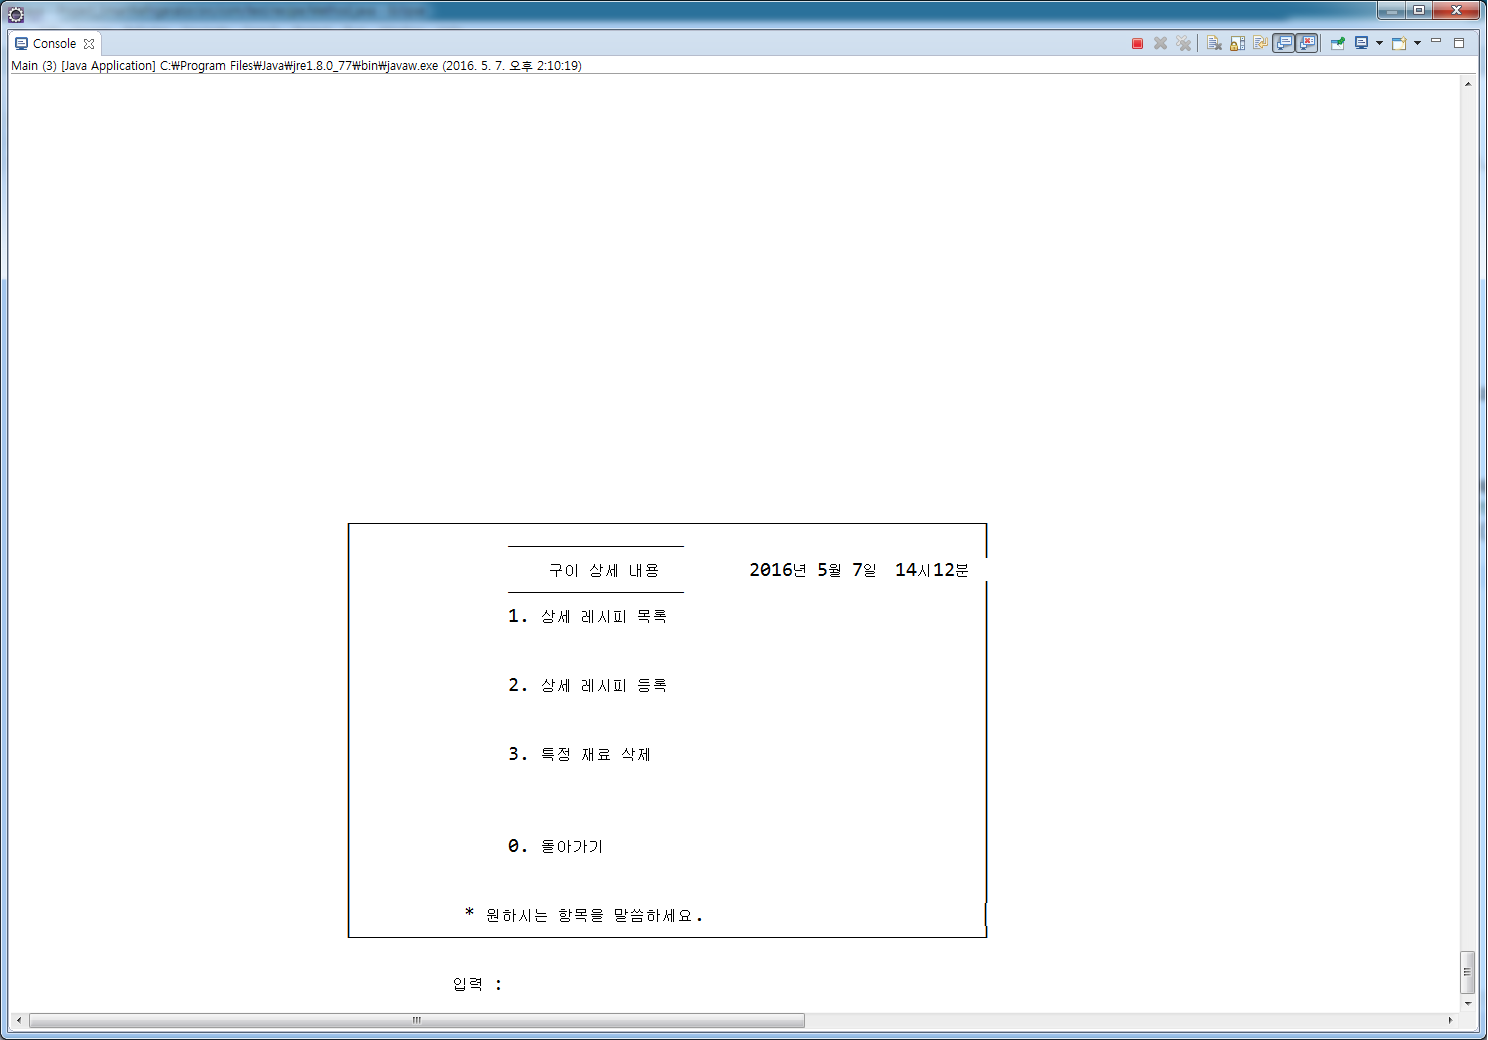 Console
Main (3) [Java Application] C:₩Program Files₩Java₩jre1.8.0_77₩bin₩javaw.exe (2016. 5. 7. 오후 2:10:19)
구이 상세 내용 2016년 5월 7일 14시12분
1. 상세 레시피 목록
2. 상세 레시피 등록
3. 특정 재료 삭제
0. 돌아가기
* 원하시는 항목을 말씀하세요.
입력 :